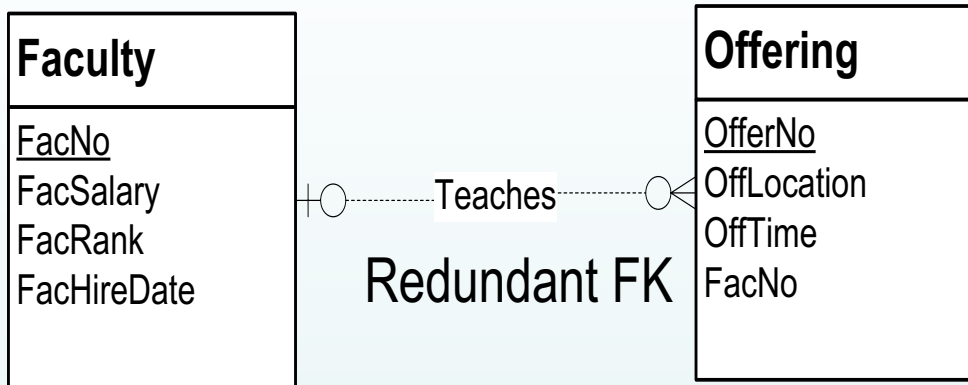 Faculty
FacNo
FacSalary
FacRank
FacHireDate
Teaches
Redundant FK
Offering
OfferNo
OffLocation
OffTime
FacNo